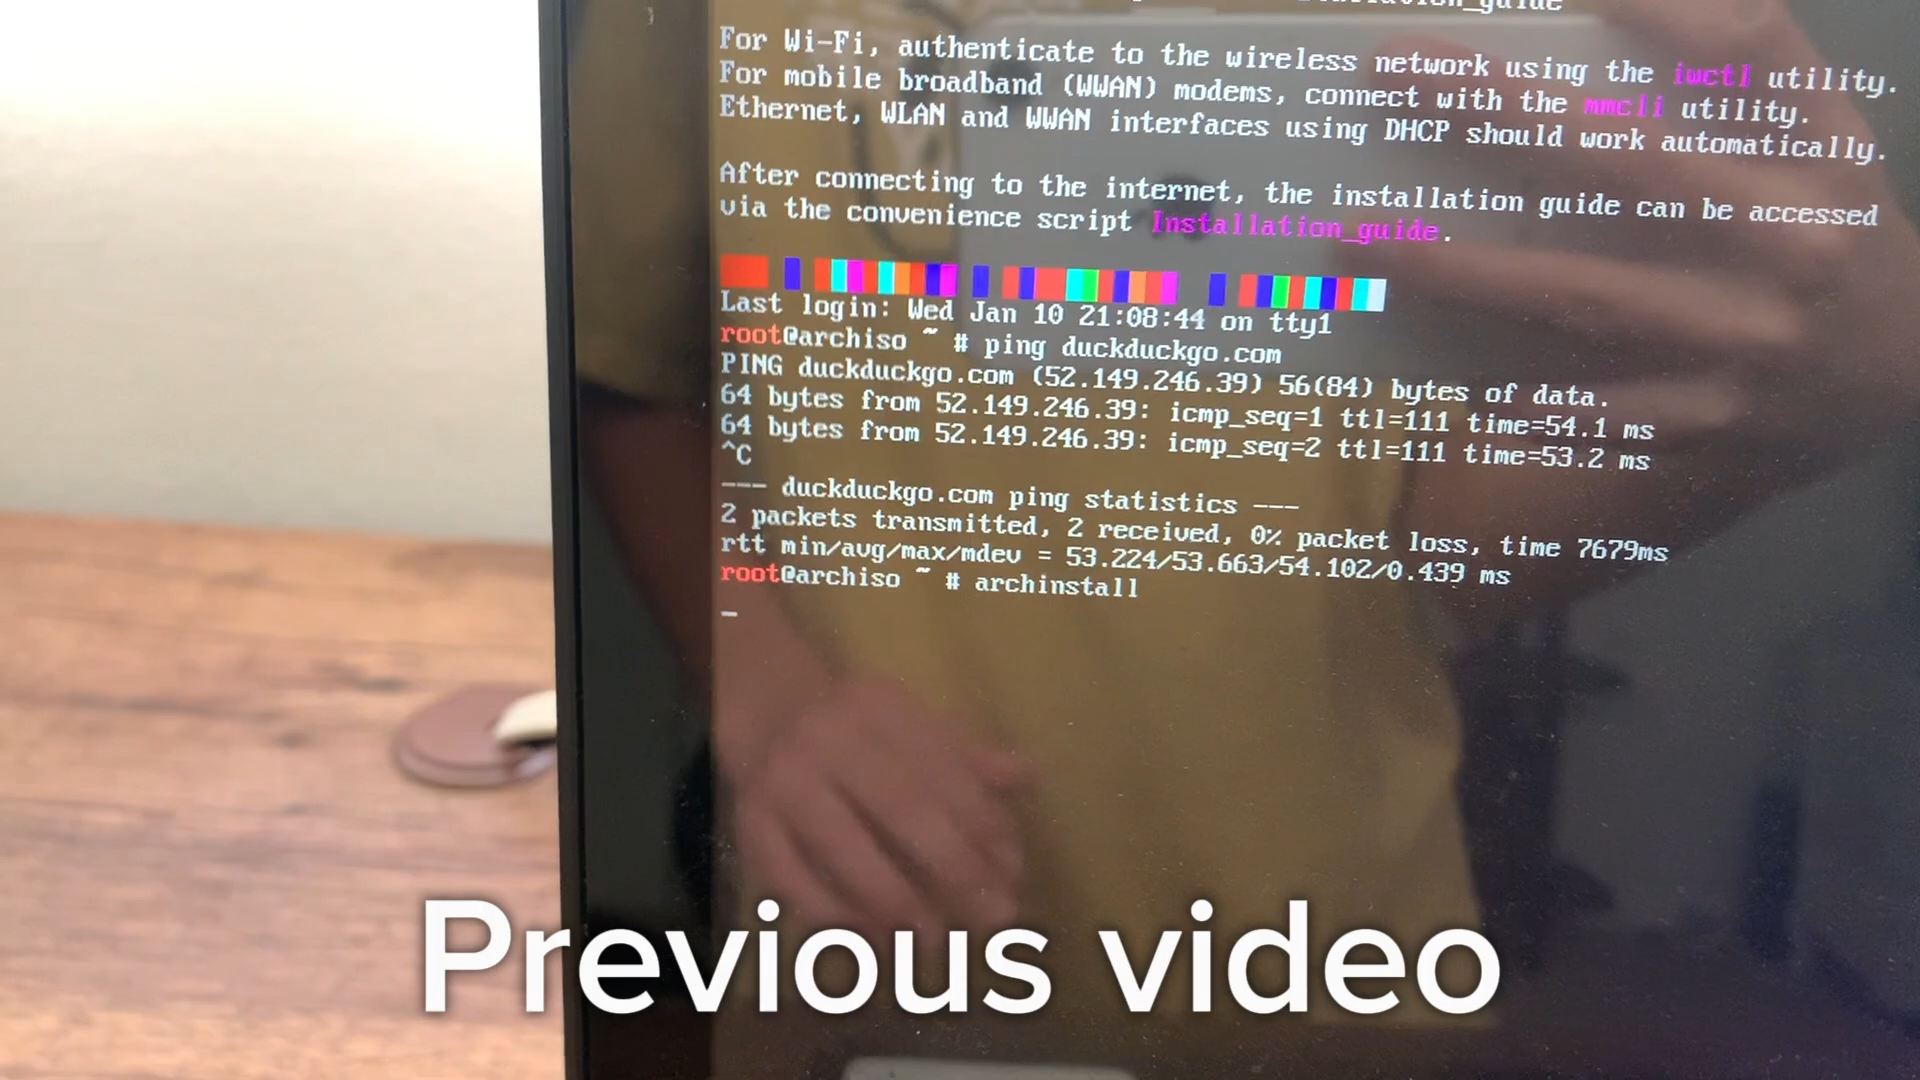 Installation_guide
For Wi-Fi, authenticate to the wireless network using the iwctl utility.
For mobile broadband (WWAN) modems, connect with the mmcli utility.
Ethernet, WLAN and WWAN interfaces using DHCP should work automatically.
After connecting to the internet, the installation guide can be accessed
via the convenience script Installation_guide.
Last login: Wed Jan 10 21:08:44 on tty1
root@archiso ~ # ping duckduckgo.com
PING duckduckgo.com (52.149.246.39) 56(84) bytes of data.
64 bytes from 52.149.246.39: icmp_seq=1 ttl=111 time=54.1 ms
64 bytes from 52.149.246.39: icmp_seq=2 ttl=111 time=53.2 ms
^C
--- duckduckgo.com ping statistics ---
2 packets transmitted, 2 received, 0% packet loss, time 7679ms
rtt min/avg/max/mdev = 53.224/53.663/54.102/0.439 ms
root@archiso ~ # archinstall
Previous video